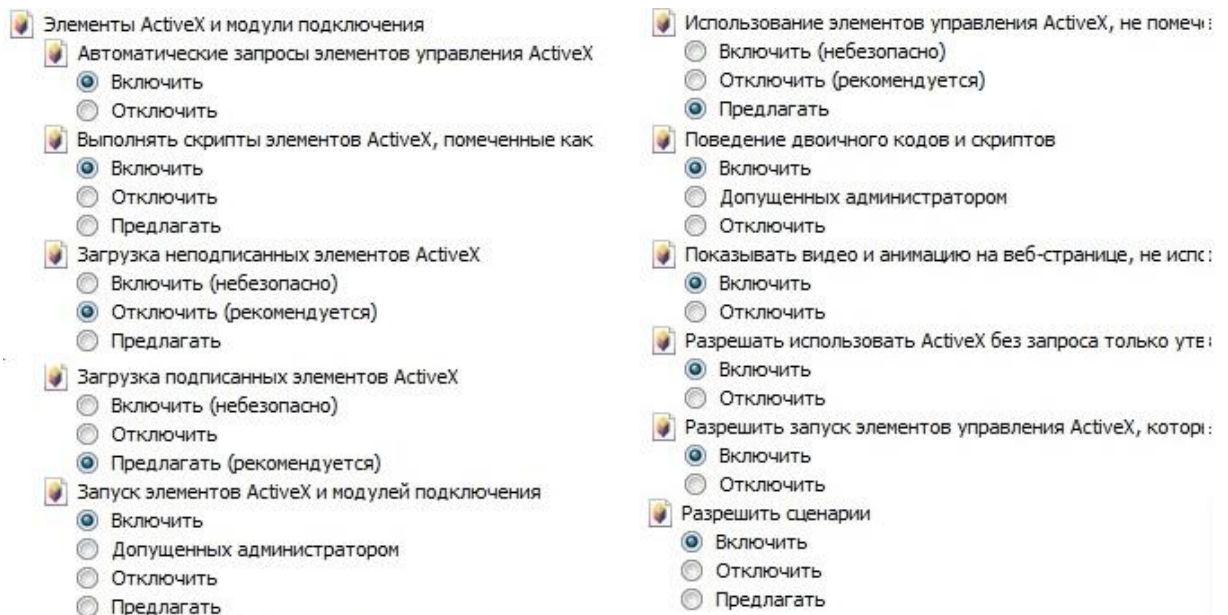 Элементы ActiveX и модули подключения
Автоматические запросы элементов управления ActiveX
Включить
Отключить
Выполнять скрипты элементов ActiveX, помеченные как
Включить
Отключить
Предлагать
Загрузка неподписанных элементов ActiveX
Включить (небезопасно)
Отключить (рекомендуется)
Предлагать
Загрузка подписанных элементов ActiveX
Включить (небезопасно)
Отключить
Предлагать (рекомендуется)
Запуск элементов ActiveX и модулей подключения
Включить
Допущенных администратором
Отключить
Предлагать
Использование элементов управления ActiveX, не
Включить (небезопасно)
Отключить (рекомендуется)
Предлагать
Поведение двоичного кодов и скриптов
Включить
Допущенных администратором
Отключить
Показывать видео и анимацию на веб-странице, не
Включить
Отключить
Разрешать использовать ActiveX без запроса только
Включить
Отключить
Разрешить запуск элементов управления ActiveX,
Включить
Отключить
Разрешить сценарии
Включить
Отключить
Предлагать